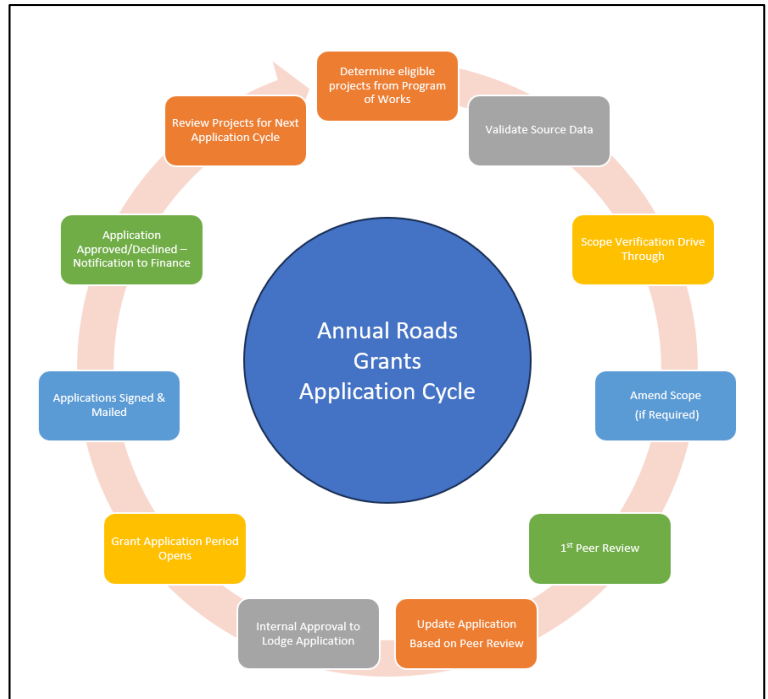 Determine eligible
projects from Program
of Works
Validate Source Data
Scope Verification Drive
Through
Amend Scope
(if Required)
1st Peer Review
Update Application
Based on Peer Review
Internal Approval to
Lodge Application
Grant Application Period
Opens
Applications Signed &
Mailed
Application
Approved/Declined –
Notification to Finance
Review Projects for Next
Application Cycle
Annual Roads
Grants
Application Cycle